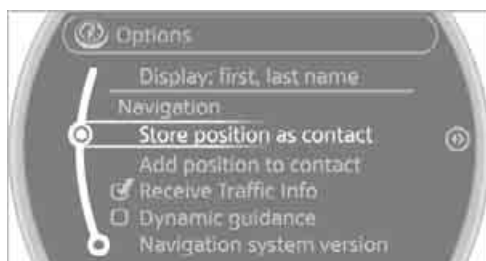 Options
Display: first, last name
Navigation
Store position as contact
Add position to contact
Receive Traffic Info
Dynamic guidance
Navigation system version